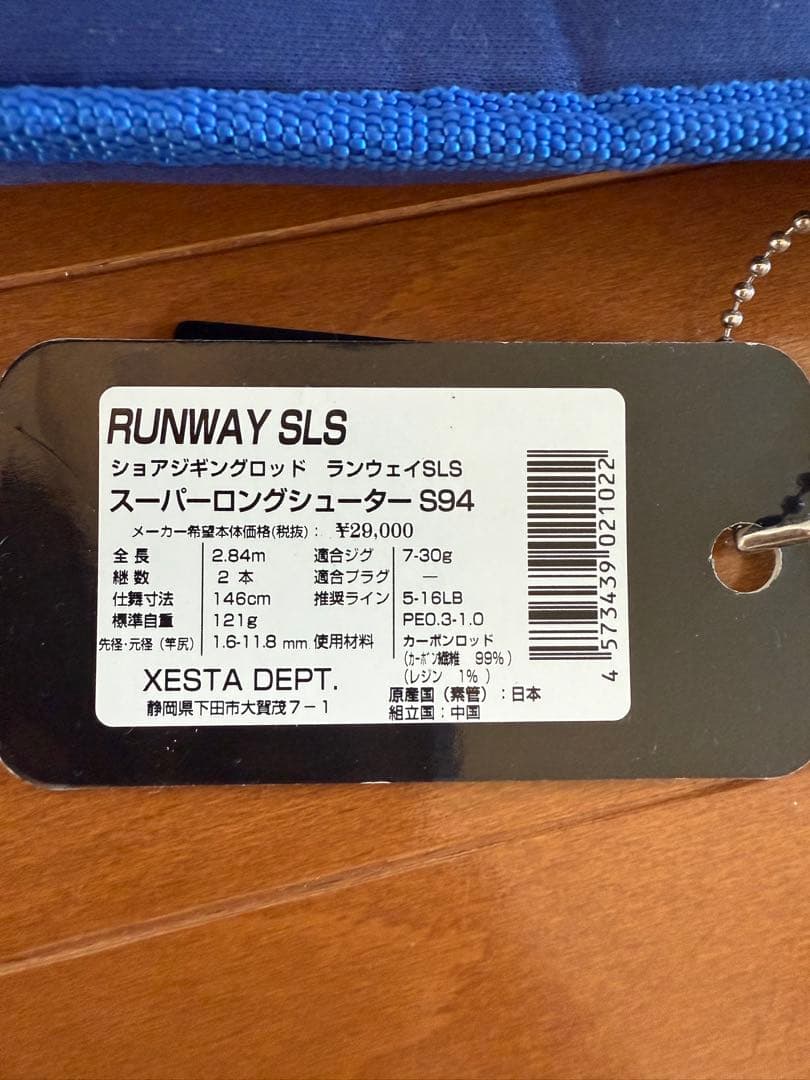 RUNWAY SLS
ショアジギングロッド ランウェイSLS
スーパーロングシューター S94
メーカー希望本体価格(税抜): ¥29,000
全長 2.84m 適合ジグ 7-30g
継数 2 本 適合プラグ —
仕舞寸法 146cm 推奨ライン 5-16LB
標準自重 121g PE0.3-1.0
先径・元径(竿尻) 1.6-11.8 mm 使用材料 カーボンロッド
(カーボン繊維 99%)
(レジン 1%)
XESTA DEPT.
原産国(素管):日本
静岡県下田市大賀茂7-1
組立国:中国
4 573439 021022